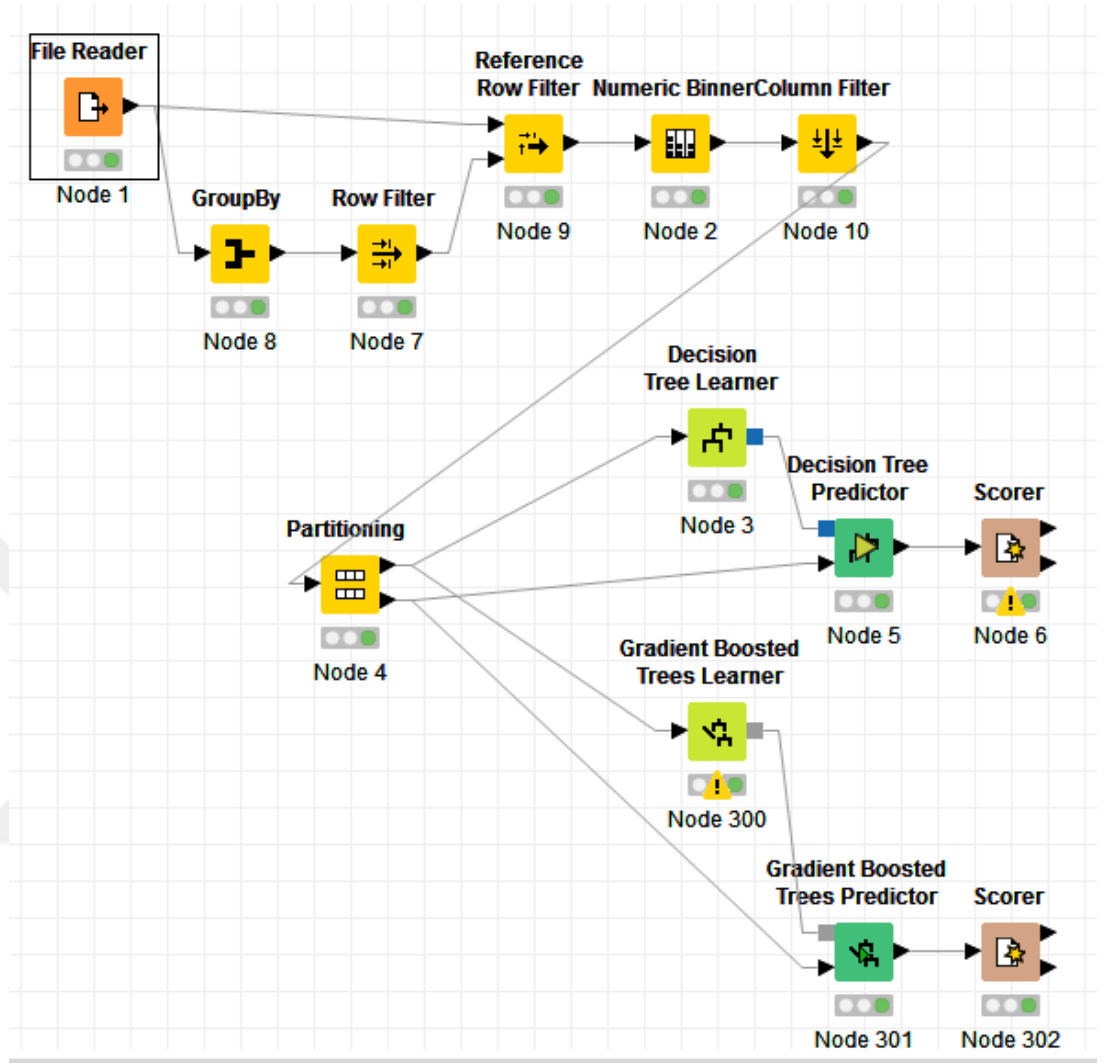 File Reader
Node 1
GroupBy
Node 8
Row Filter
Node 7
Reference
Row Filter
Node 9
Numeric Binner
Node 2
Column Filter
Node 10
Partitioning
Node 4
Decision
Tree Learner
Node 3
Decision Tree
Predictor
Node 5
Scorer
Node 6
Gradient Boosted
Trees Learner
Node 300
Gradient Boosted
Trees Predictor
Node 301
Scorer
Node 302